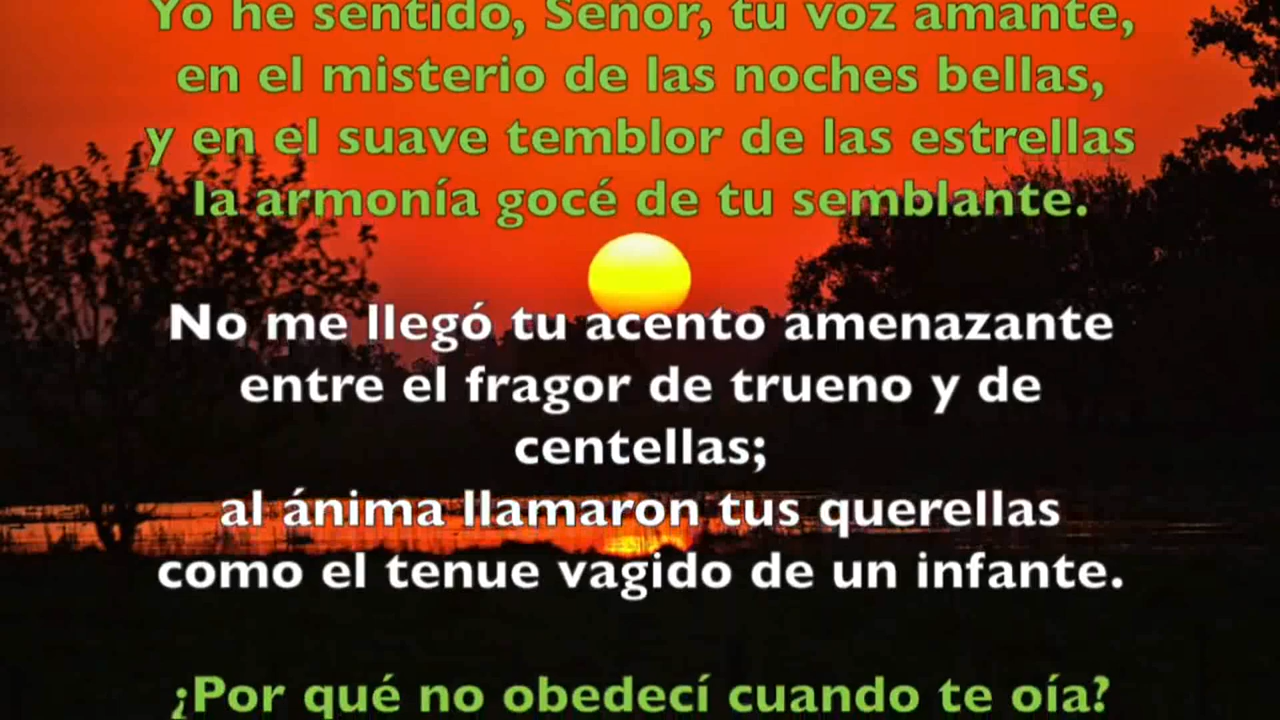 Yo he sentido, Señor, tu voz amante,
en el misterio de las noches bellas,
y en el suave temblor de las estrellas
la armonía gocé de tu semblante.
No me llegó tu acento amenazante
entre el fragor de trueno y de
centellas;
al ánima llamaron tus querellas
como el tenue vagido de un infante.
¿Por qué no obedecí cuando te oía?